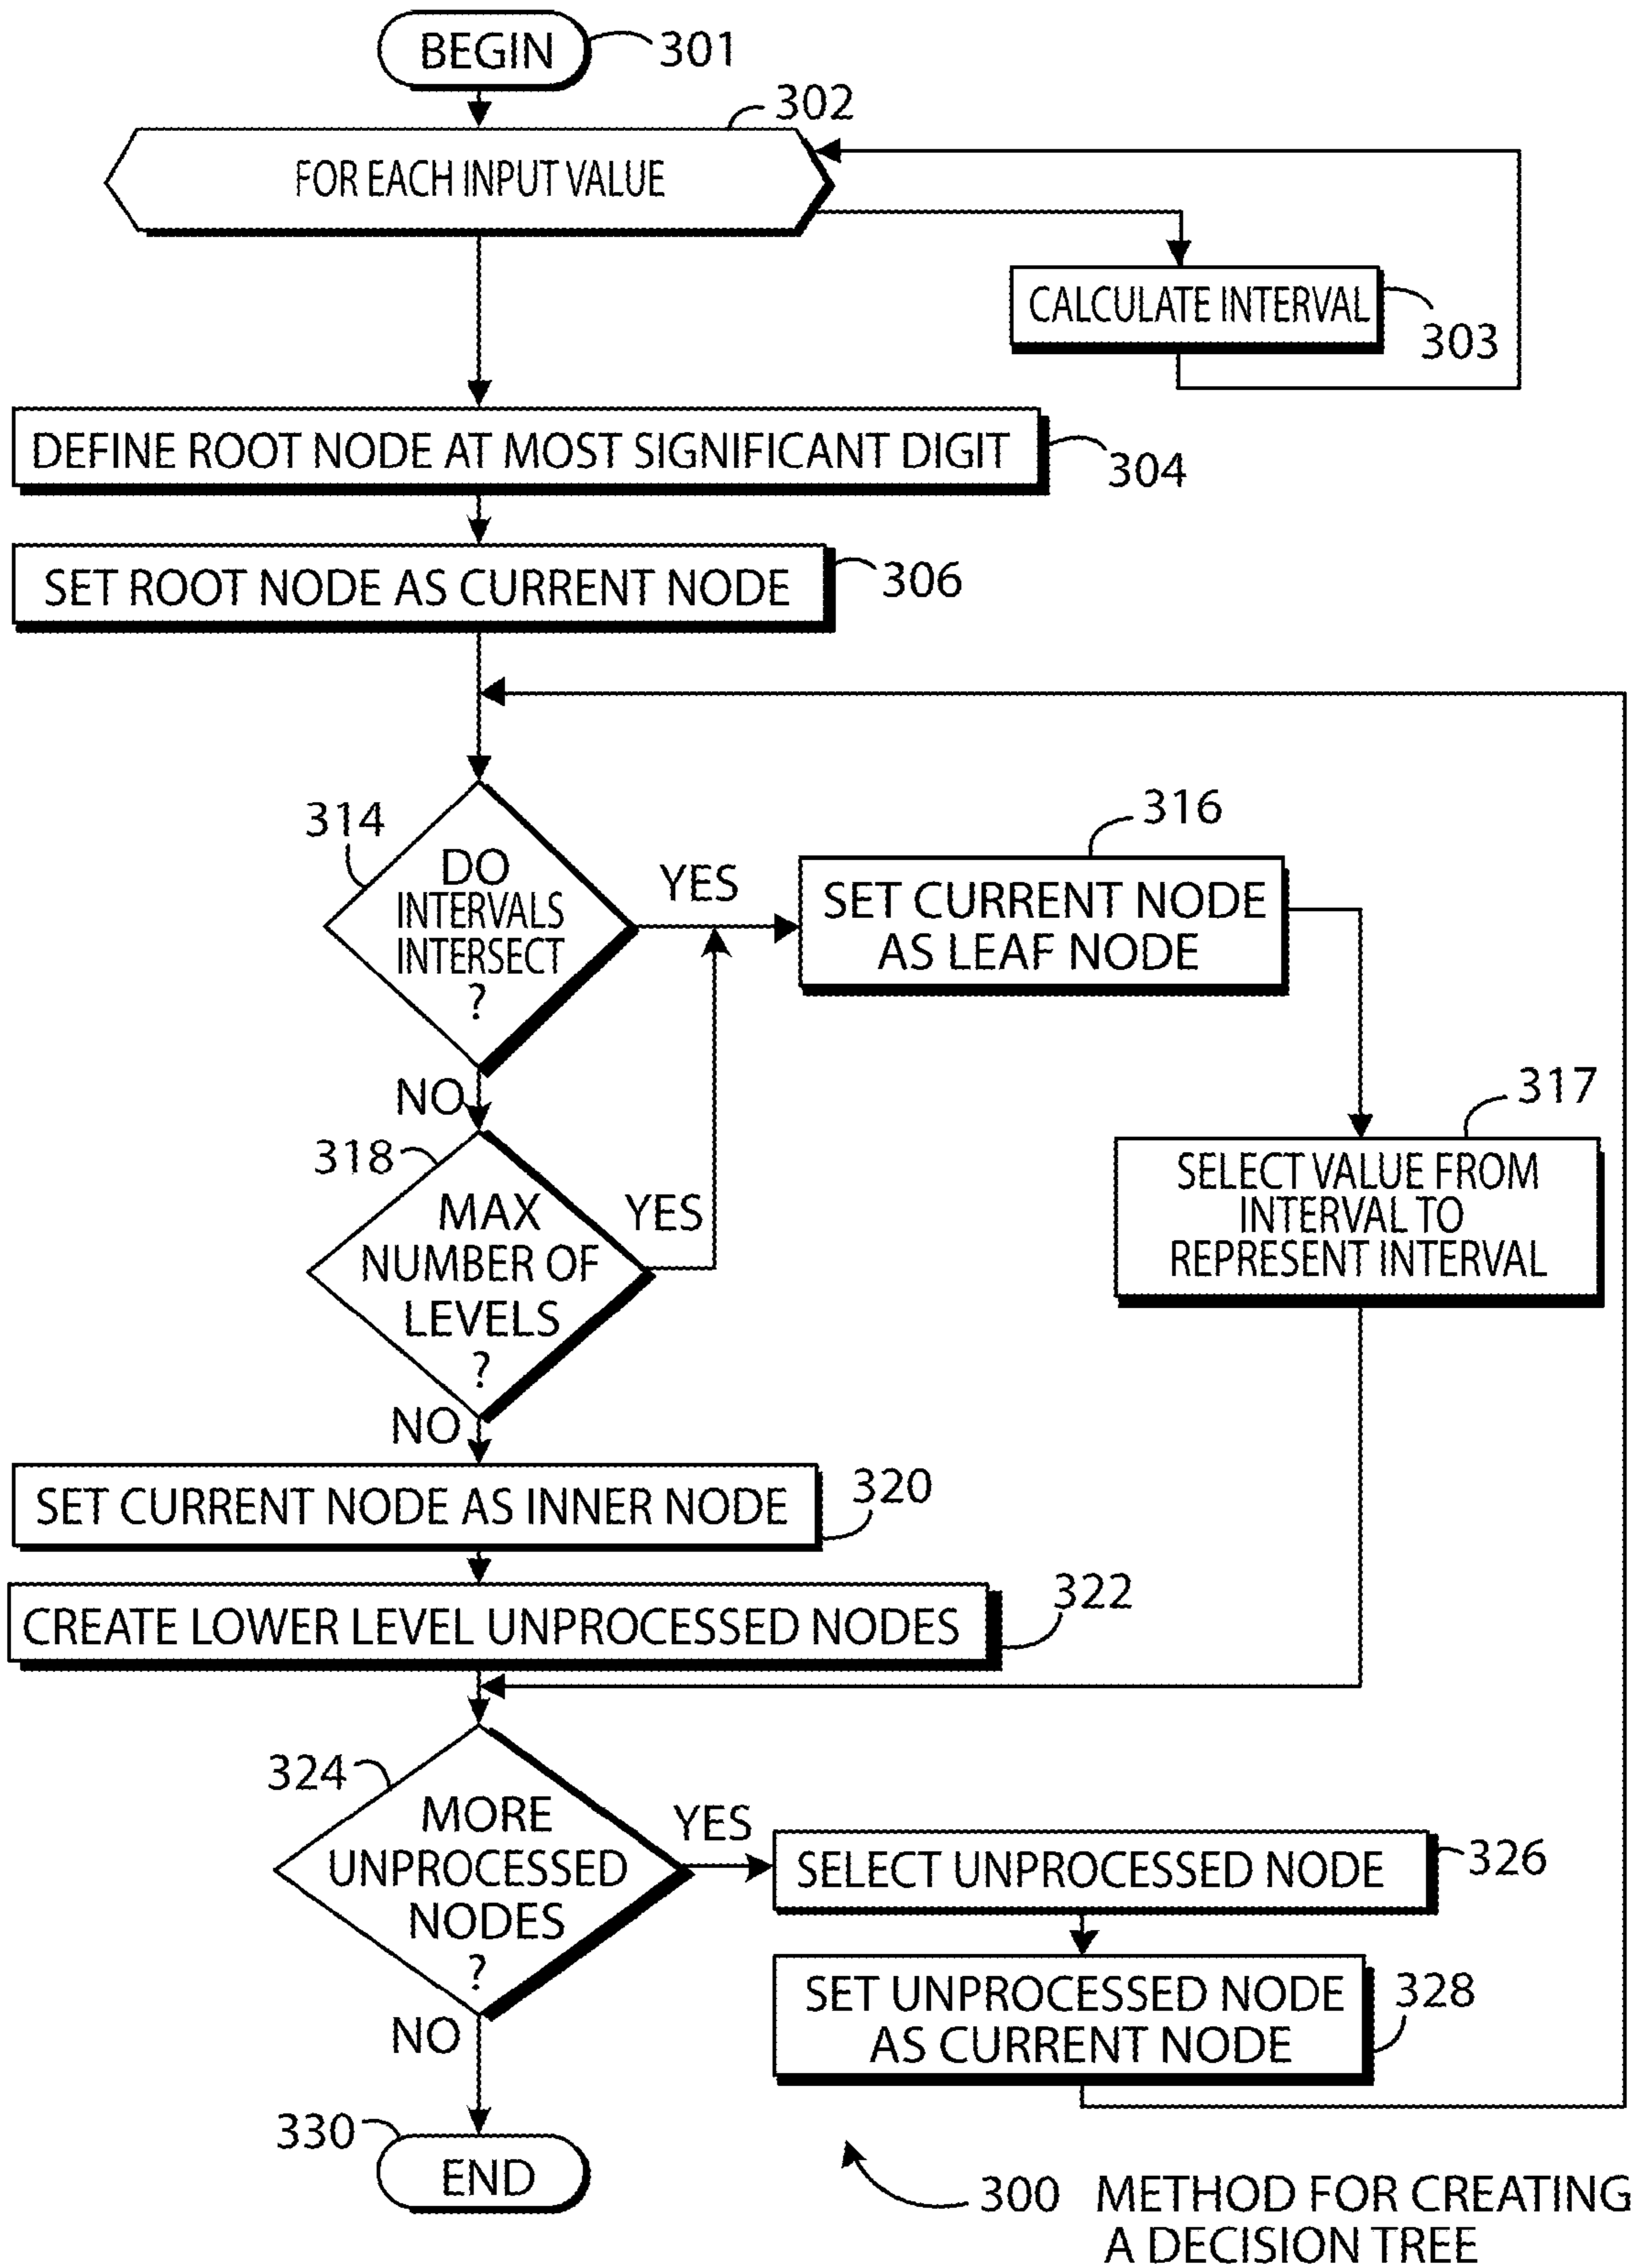 BEGIN
301
302
FOR EACH INPUT VALUE
CALCULATE INTERVAL
303
DEFINE ROOT NODE AT MOST SIGNIFICANT DIGIT
304
SET ROOT NODE AS CURRENT NODE
306
314
DO
INTERVALS
INTERSECT
?
YES
316
SET CURRENT NODE
AS LEAF NODE
NO
317
SELECT VALUE FROM
INTERVAL TO
REPRESENT INTERVAL
318
MAX
NUMBER OF
LEVELS
?
YES
NO
SET CURRENT NODE AS INNER NODE
320
CREATE LOWER LEVEL UNPROCESSED NODES
322
324
MORE
UNPROCESSED
NODES
?
YES
SELECT UNPROCESSED NODE
326
SET UNPROCESSED NODE
AS CURRENT NODE
328
NO
330
END
300 METHOD FOR CREATING
A DECISION TREE